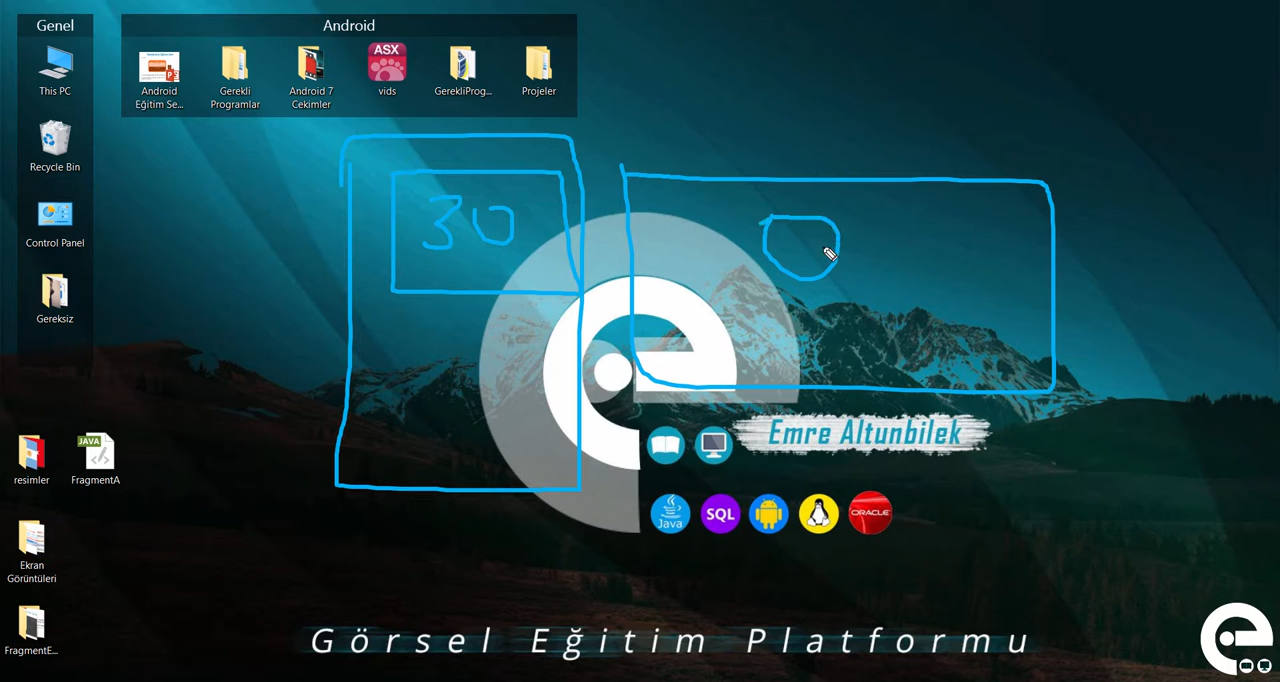 Genel
This PC
Recycle Bin
Control Panel
Gereksiz
Android
Android
Eğitim Se...
Gerekli
Programlar
Android 7
Cekimler
ASX
vids
GerekliProg...
Projeler
30
resimler
JAVA
FragmentA
Ekran
Görüntüleri
FragmentE...
Emre Altunbilek
Java
SQL
ORACLE
Görsel Eğitim Platformu